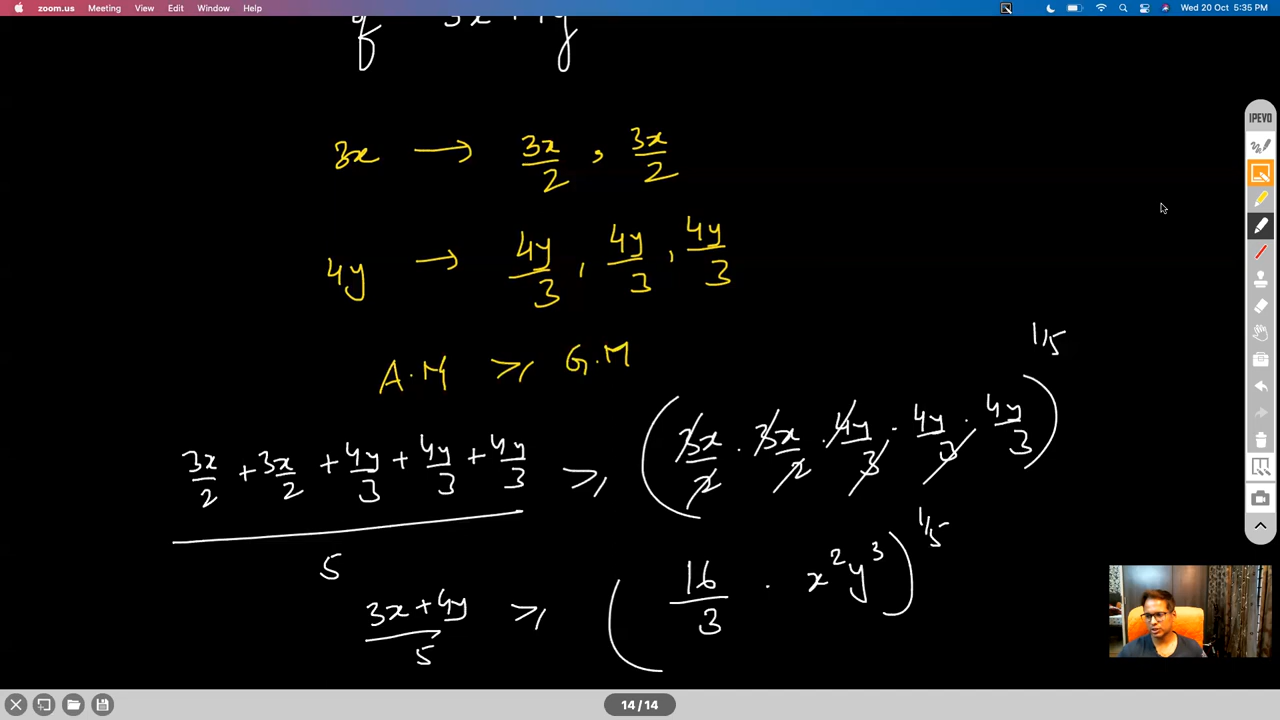 zoom.us Meeting View Edit Window Help Wed 20 Oct 5:35 PM
of 3x+4y
IPEVO
3x → 3x/2 , 3x/2
4y → 4y/3 , 4y/3 , 4y/3
A.M ≥ G.M
(3x/2 + 3x/2 + 4y/3 + 4y/3 + 4y/3)/5 ≥ (3x/2 · 3x/2 · 4y/3 · 4y/3 · 4y/3)^1/5
(3x+4y)/5 ≥ (16/3 · x²y³)^1/5
14 / 14